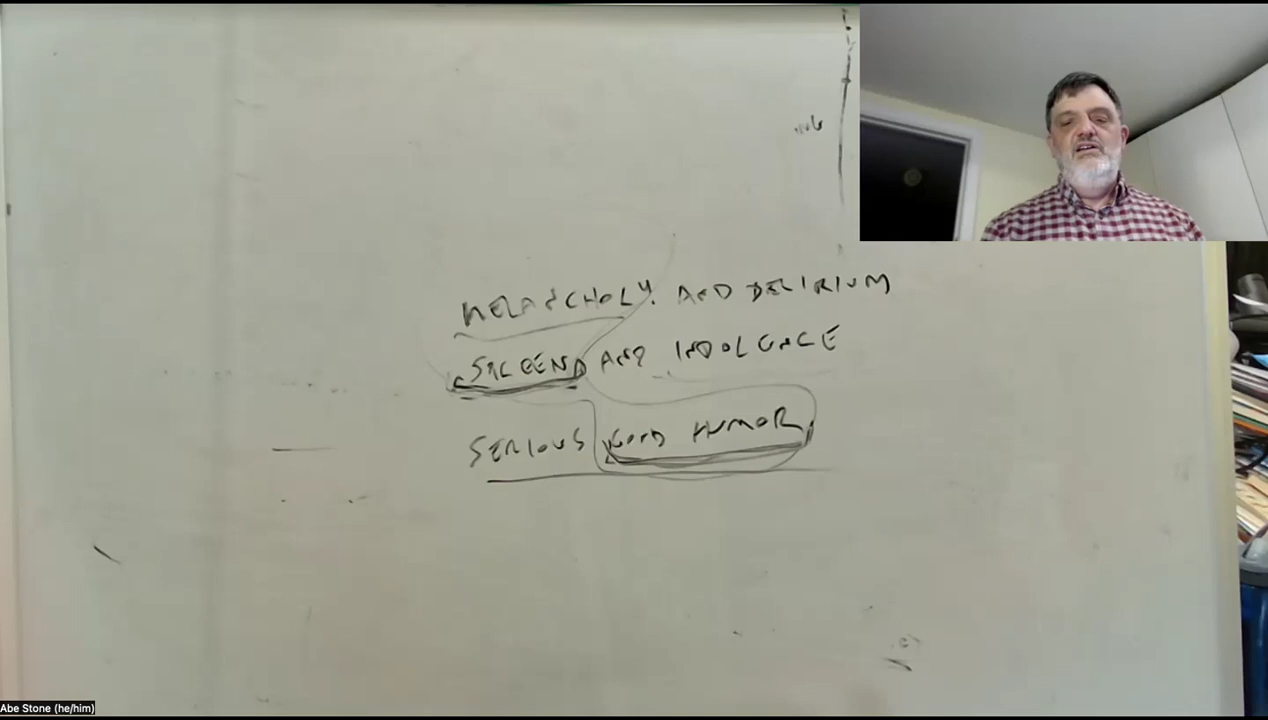 MELANCHOLY. AND DELIRIUM
SPLEEN AND INDOLENCE
SERIOUS GOOD HUMOR
Abe Stone (he/him)